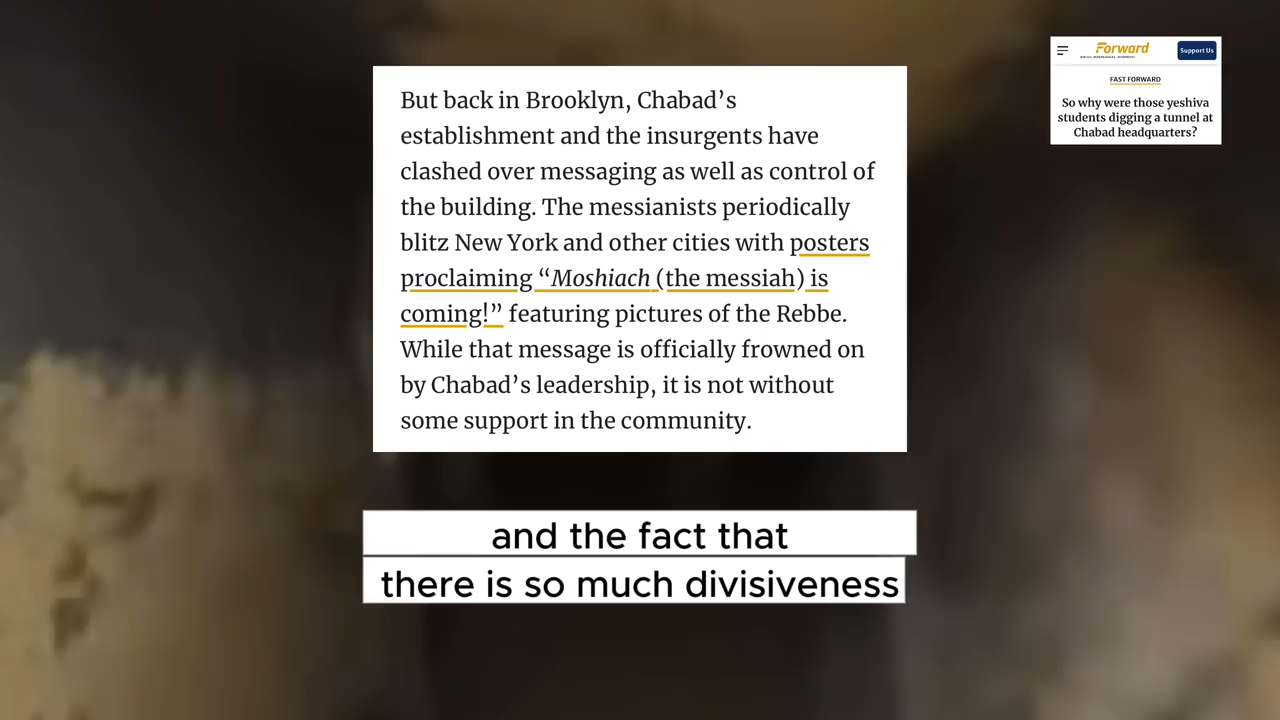 But back in Brooklyn, Chabad’s
establishment and the insurgents have
clashed over messaging as well as control of
the building. The messianists periodically
blitz New York and other cities with posters
proclaiming “Moshiach (the messiah) is
coming!” featuring pictures of the Rebbe.
While that message is officially frowned on
by Chabad’s leadership, it is not without
some support in the community.
Forward
Support Us
FAST FORWARD
So why were those yeshiva
students digging a tunnel at
Chabad headquarters?
and the fact that
there is so much divisiveness